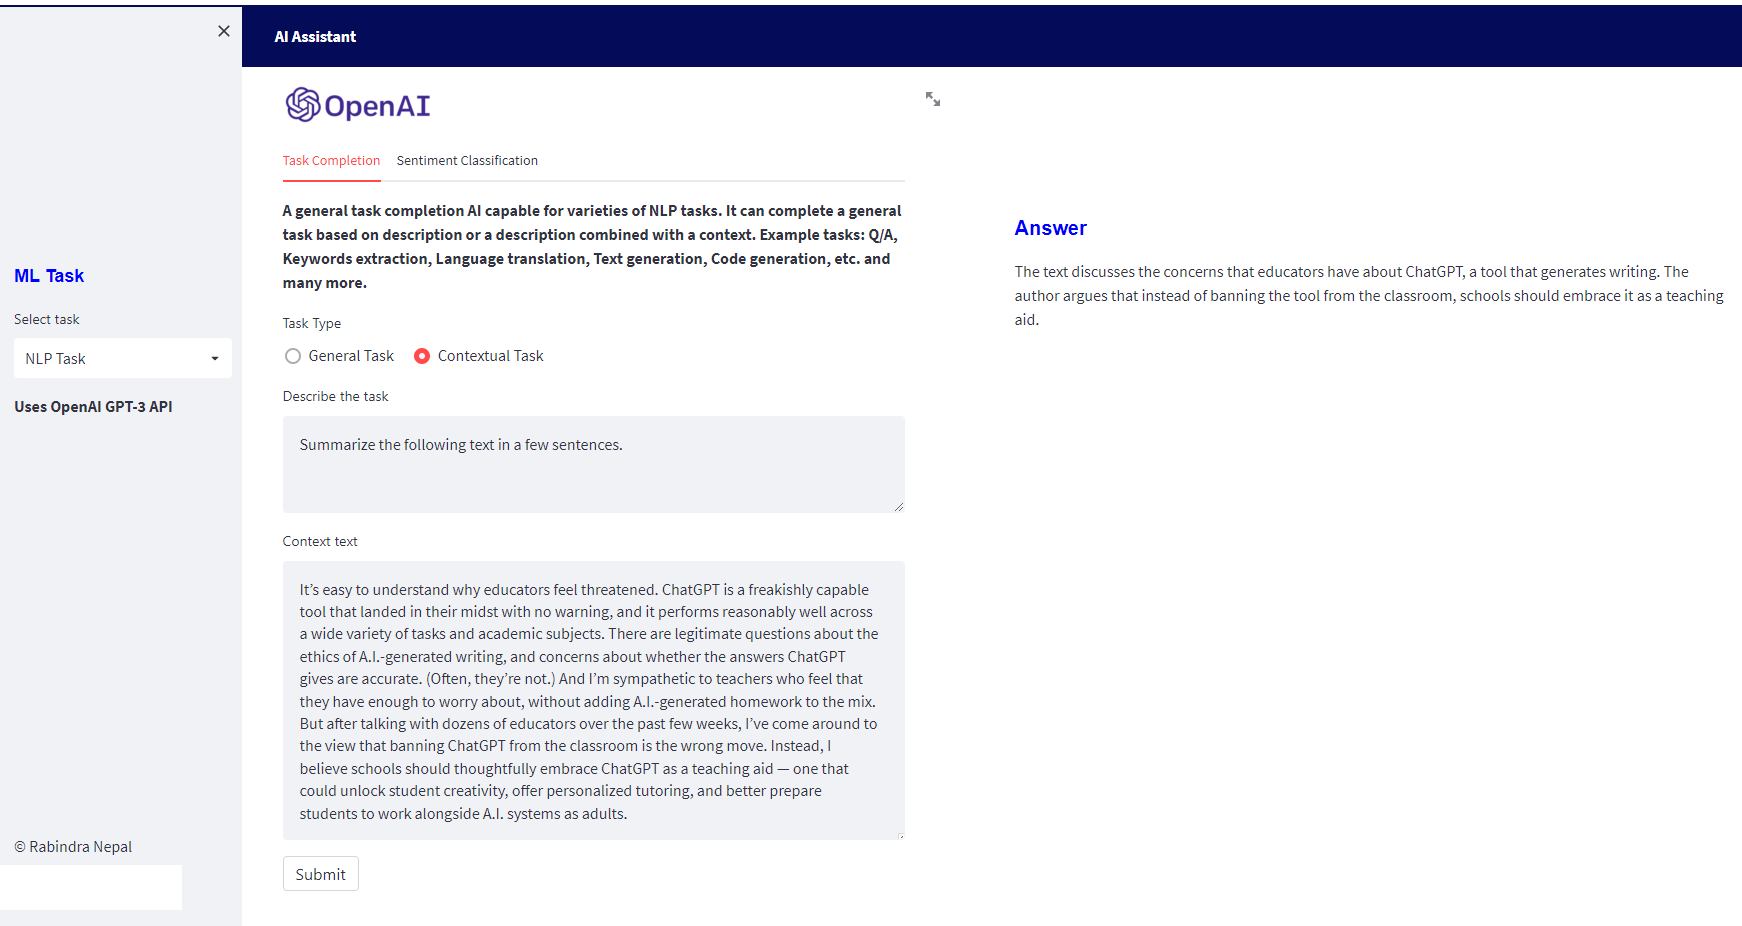 AI Assistant
OpenAI
Task Completion Sentiment Classification
A general task completion AI capable for varieties of NLP tasks. It can complete a general
task based on description or a description combined with a context. Example tasks: Q/A,
Keywords extraction, Language translation, Text generation, Code generation, etc. and
many more.
Task Type
General Task Contextual Task
Describe the task
Summarize the following text in a few sentences.
Context text
It’s easy to understand why educators feel threatened. ChatGPT is a freakishly capable
tool that landed in their midst with no warning, and it performs reasonably well across
a wide variety of tasks and academic subjects. There are legitimate questions about the
ethics of A.I.-generated writing, and concerns about whether the answers ChatGPT
gives are accurate. (Often, they’re not.) And I’m sympathetic to teachers who feel that
they have enough to worry about, without adding A.I.-generated homework to the mix.
But after talking with dozens of educators over the past few weeks, I’ve come around to
the view that banning ChatGPT from the classroom is the wrong move. Instead, I
believe schools should thoughtfully embrace ChatGPT as a teaching aid — one that
could unlock student creativity, offer personalized tutoring, and better prepare
students to work alongside A.I. systems as adults.
Submit
Answer
The text discusses the concerns that educators have about ChatGPT, a tool that generates writing. The
author argues that instead of banning the tool from the classroom, schools should embrace it as a teaching
aid.
ML Task
Select task
NLP Task
Uses OpenAI GPT-3 API
© Rabindra Nepal